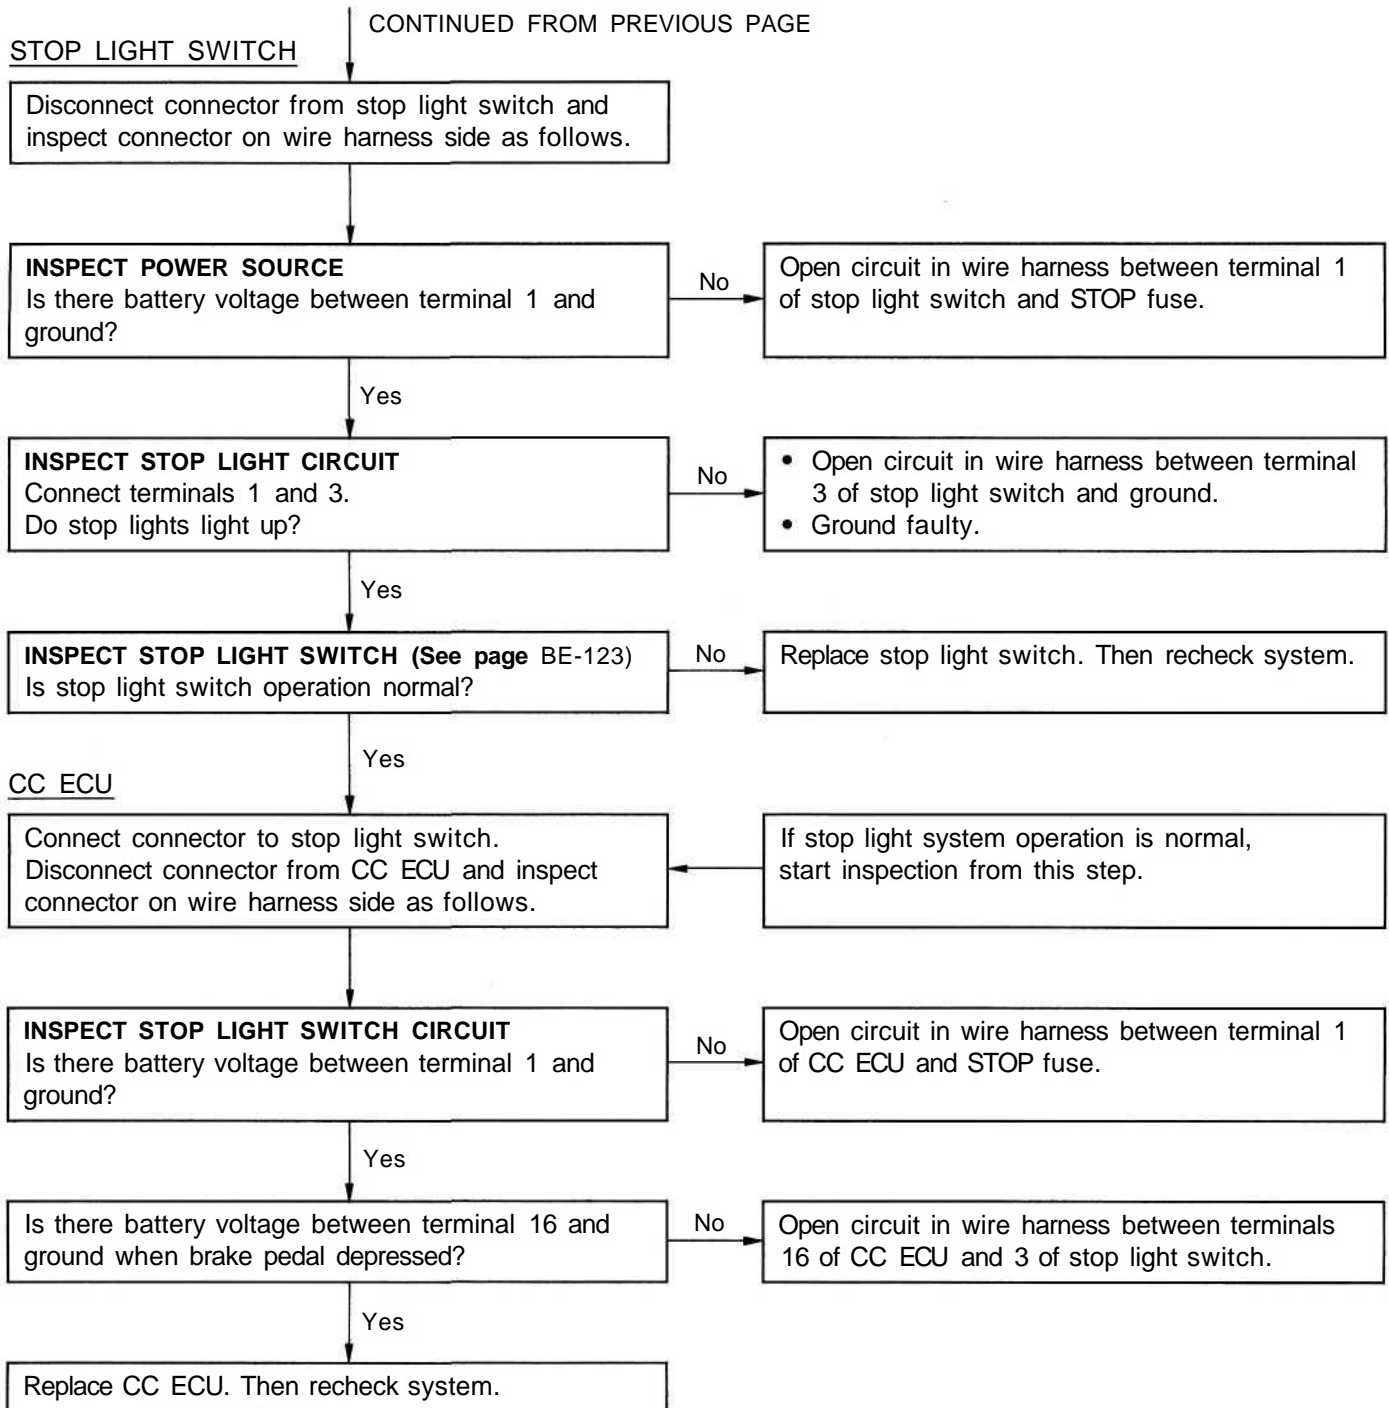 CONTINUED FROM PREVIOUS PAGE
STOP LIGHT SWITCH
Disconnect connector from stop light switch and
inspect connector on wire harness side as follows.
INSPECT POWER SOURCE
Is there battery voltage between terminal 1 and
ground?
No
Open circuit in wire harness between terminal 1
of stop light switch and STOP fuse.
Yes
INSPECT STOP LIGHT CIRCUIT
Connect terminals 1 and 3.
Do stop lights light up?
No
• Open circuit in wire harness between terminal
3 of stop light switch and ground.
• Ground faulty.
Yes
INSPECT STOP LIGHT SWITCH (See page BE-123)
Is stop light switch operation normal?
No
Replace stop light switch. Then recheck system.
Yes
CC ECU
Connect connector to stop light switch.
Disconnect connector from CC ECU and inspect
connector on wire harness side as follows.
If stop light system operation is normal,
start inspection from this step.
INSPECT STOP LIGHT SWITCH CIRCUIT
Is there battery voltage between terminal 1 and
ground?
No
Open circuit in wire harness between terminal 1
of CC ECU and STOP fuse.
Yes
Is there battery voltage between terminal 16 and
ground when brake pedal depressed?
No
Open circuit in wire harness between terminals
16 of CC ECU and 3 of stop light switch.
Yes
Replace CC ECU. Then recheck system.